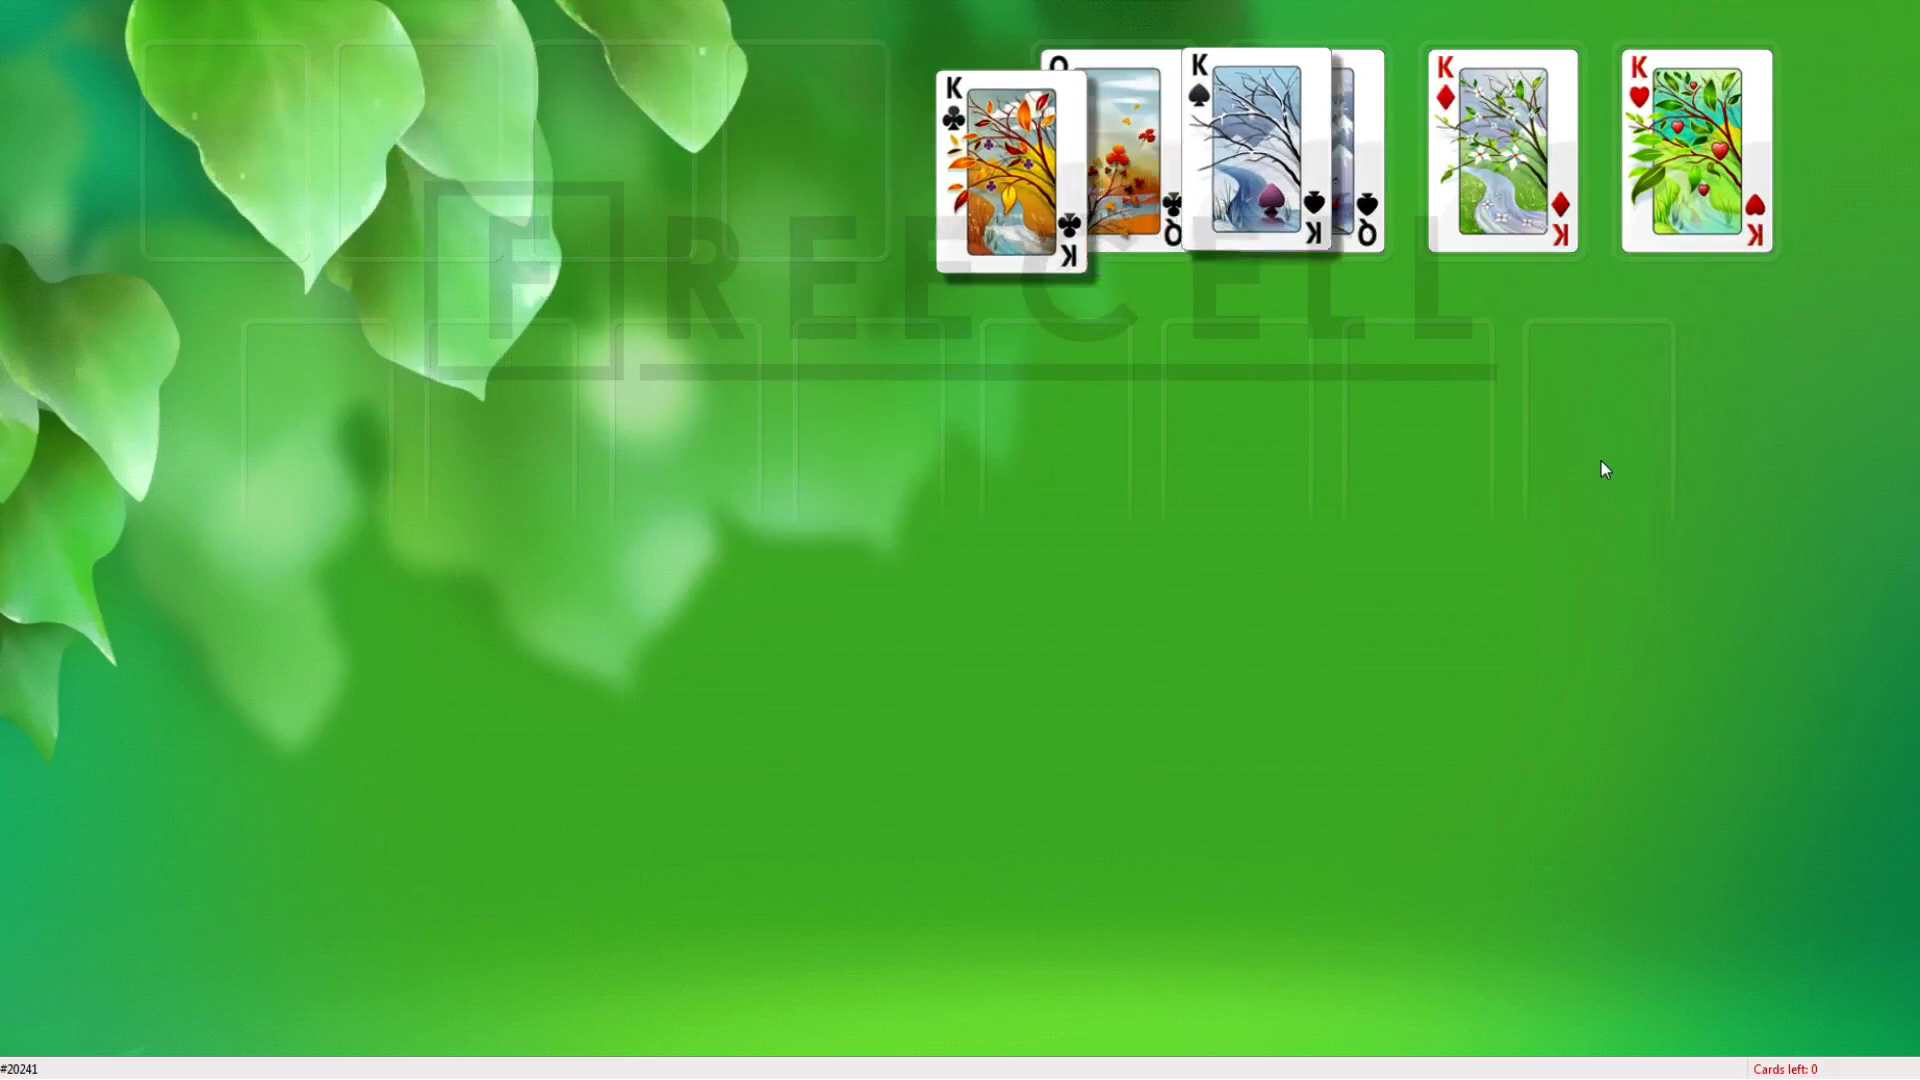 K K K K
Q
K K Q K K
Q
K
FREECELL
#20241 Cards left: 0